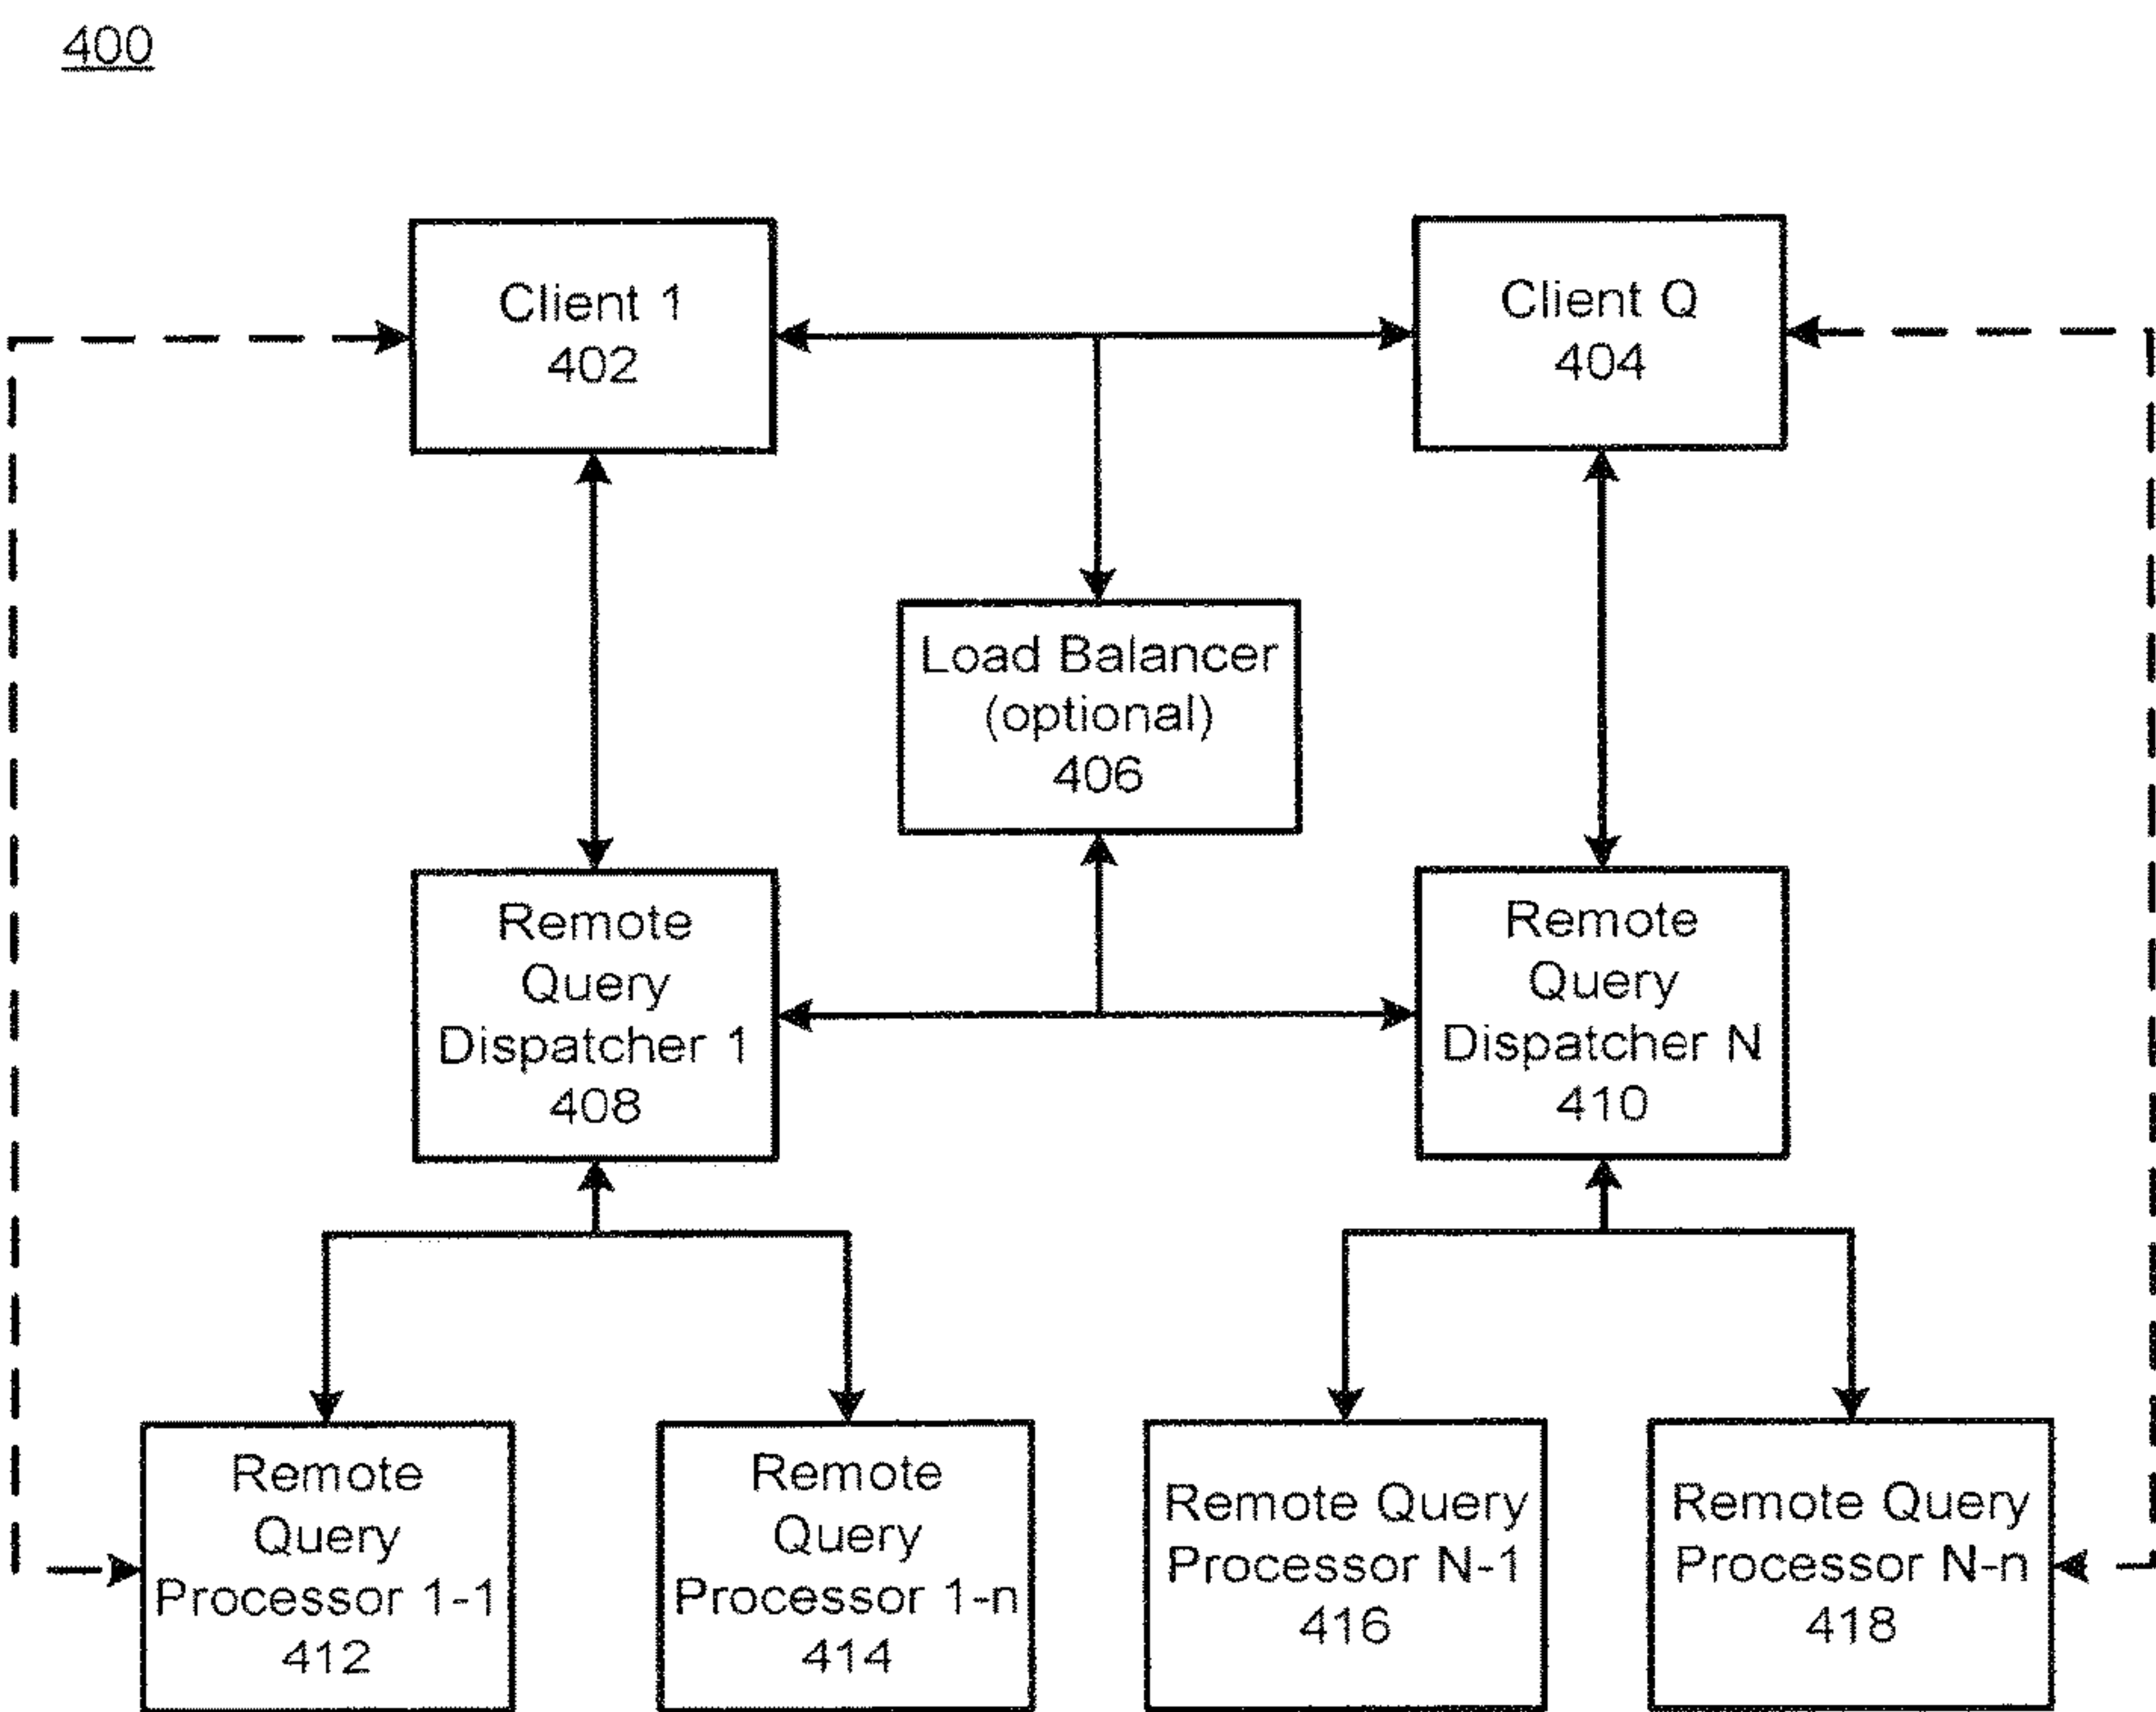 400
Client 1
402
Client Q
404
Load Balancer
(optional)
406
Remote
Query
Dispatcher 1
408
Remote
Query
Dispatcher N
410
Remote
Query
Processor 1-1
412
Remote
Query
Processor 1-n
414
Remote Query
Processor N-1
416
Remote Query
Processor N-n
418